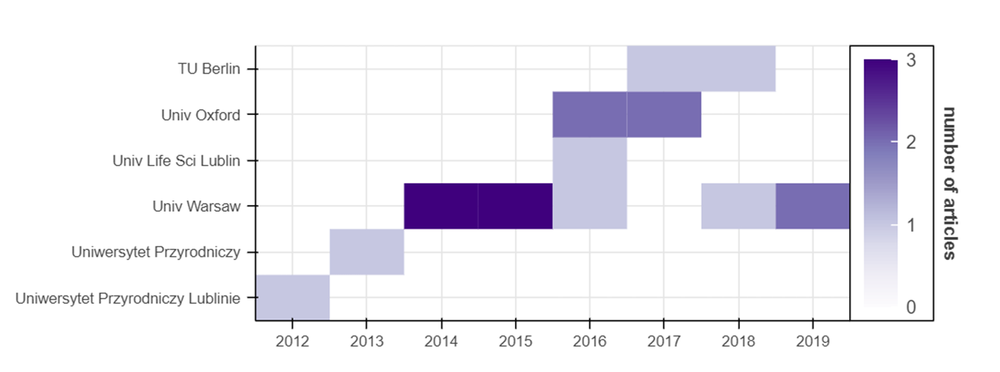 TU Berlin
Univ Oxford
Univ Life Sci Lublin
Univ Warsaw
Uniwersytet Przyrodniczy
Uniwersytet Przyrodniczy Lublinie
2012 2013 2014 2015 2016 2017 2018 2019
3
2
1
0
number of articles